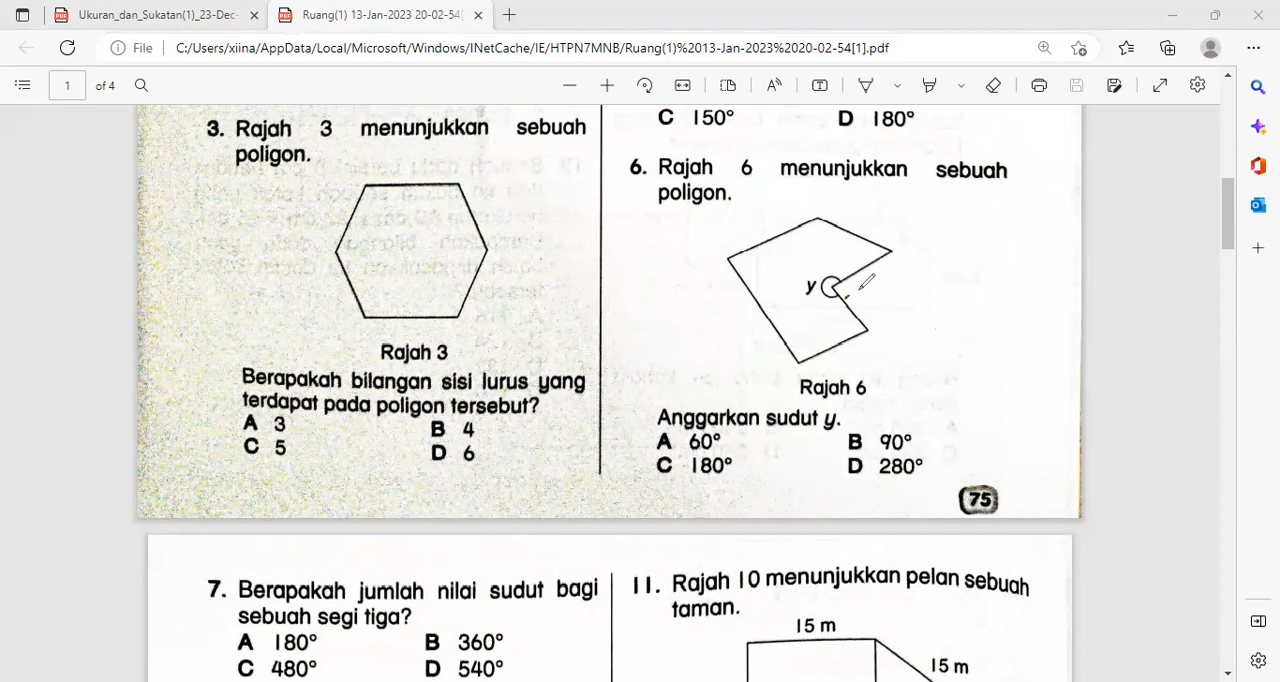 Ukuran_dan_Sukatan(1)_23-Dec-
Ruang(1) 13-Jan-2023 20-02-54[
File
C:/Users/xiina/AppData/Local/Microsoft/Windows/INetCache/IE/HTPN7MNB/Ruang(1)%2013-Jan-2023%2020-02-54[1].pdf
1 of 4
3. Rajah 3 menunjukkan sebuah
poligon.
Rajah 3
Berapakah bilangan sisi lurus yang
terdapat pada poligon tersebut?
A 3 B 4
C 5 D 6
C 150° D 180°
6. Rajah 6 menunjukkan sebuah
poligon.
y
Rajah 6
Anggarkan sudut y.
A 60° B 90°
C 180° D 280°
75
7. Berapakah jumlah nilai sudut bagi
sebuah segi tiga?
A 180° B 360°
C 480° D 540°
11. Rajah 10 menunjukkan pelan sebuah
taman.
15 m
15 m